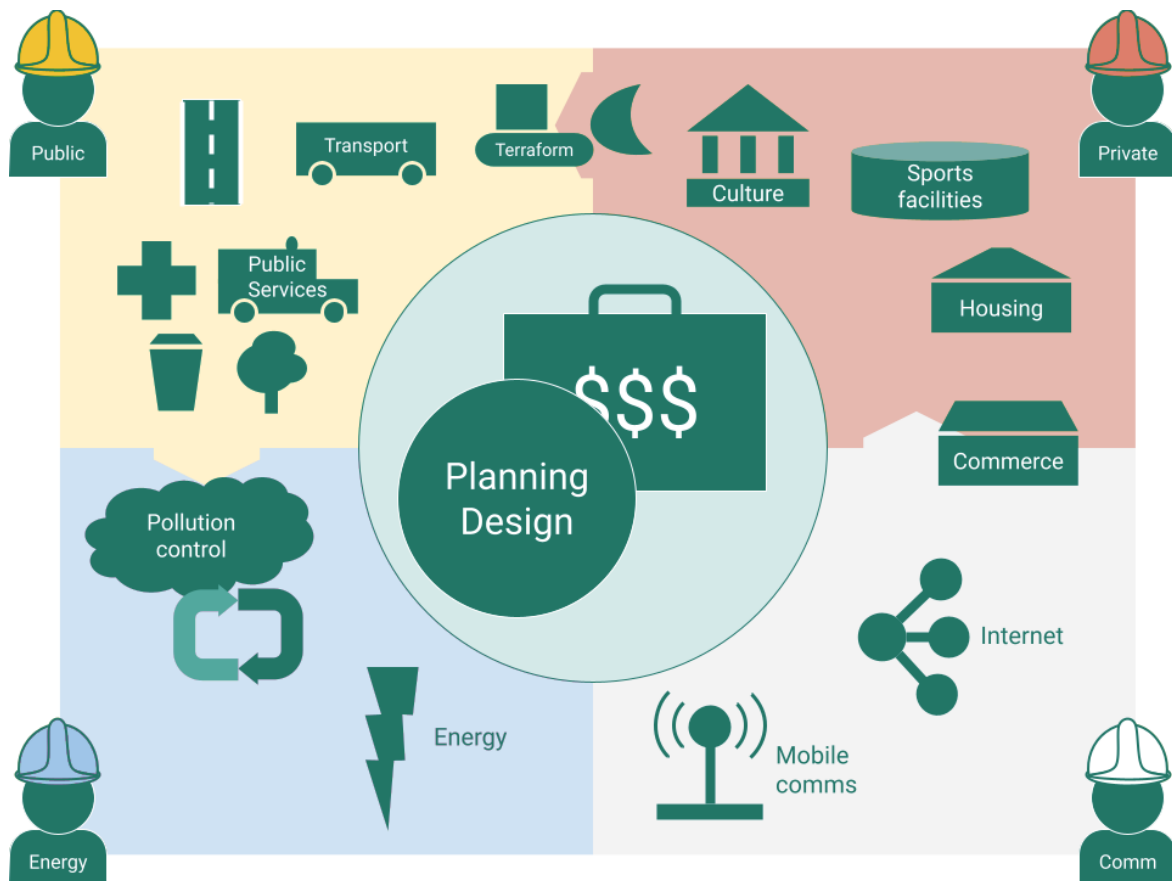 Public
Transport
Terraform
Culture
Sports
facilities
Private
Public
Services
Housing
$$$
Commerce
Planning
Design
Pollution
control
Internet
Energy
Mobile
comms
Energy
Comm